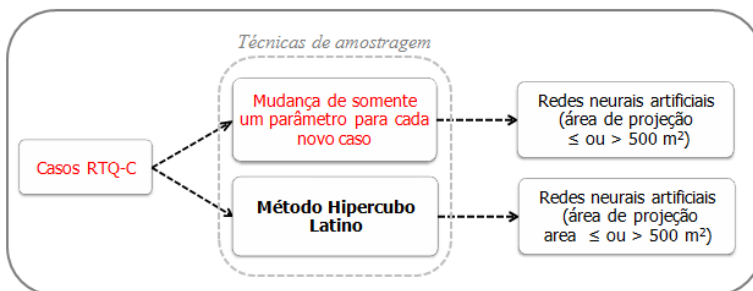 Técnicas de amostragem
Mudança de somente
um parâmetro para cada
novo caso
Redes neurais artificiais
(área de projeção
≤ ou > 500 m²)
Casos RTQ-C
Método Hipercubo
Latino
Redes neurais artificiais
(área de projeção
area ≤ ou > 500 m²)